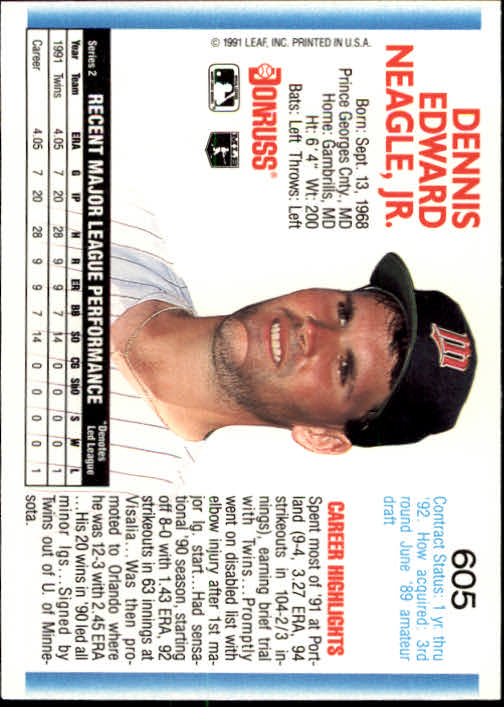 605
DENNIS
EDWARD
NEAGLE, JR.
Born: Sept. 13, 1968
Prince Georges Cnty., MD
Home: Gambrills, MD
Ht: 6'4" Wt: 200
Bats: Left Throws: Left
DONRUSS®
MLB
© 1991 LEAF, INC. PRINTED IN U.S.A.
M
Contract Status: 1 yr. thru
'92. How acquired: 3rd
round June '89 amateur
draft
CAREER HIGHLIGHTS
Spent most of '91 at Port-
land (9-4, 3.27 ERA, 94
strikeouts in 104-2/3 in-
nings), earning brief trial
with Twins...Promptly
went on disabled list with
elbow injury after 1st ma-
jor lg. start...Had sensa-
tional '90 season, starting
off 8-0 with 1.43 ERA, 92
strikeouts in 63 innings at
Visalia...Was then pro-
moted to Orlando where
he was 12-3 with 2.45 ERA
...His 20 wins in '90 led all
minor lgs...Signed by
Twins out of U. of Minne-
sota.
Series 2 RECENT MAJOR LEAGUE PERFORMANCE *Denotes
Led League
Year Team ERA G IP H R ER BB SO CG ShO S W L
1991 Twins 4.05 7 20 28 9 9 7 14 0 0 0 0 1
Career 4.05 7 20 28 9 9 7 14 0 0 0 0 1